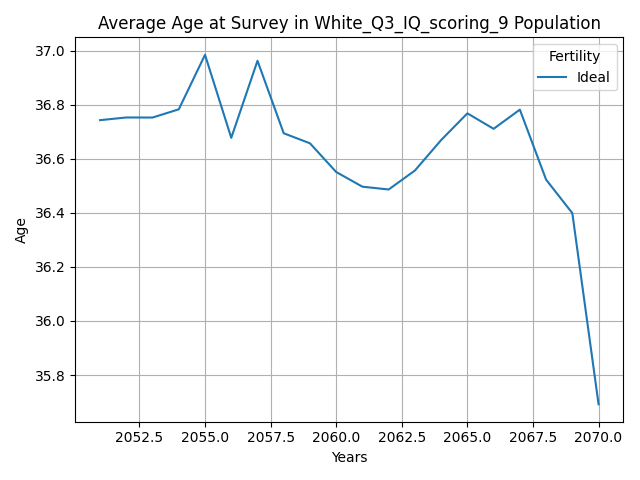 Average Age at Survey in White_Q3_IQ_scoring_9 Population
Fertility
Ideal
37.0
36.8
36.6
36.4
36.2
36.0
35.8
Age
2052.5 2055.0 2057.5 2060.0 2062.5 2065.0 2067.5 2070.0
Years